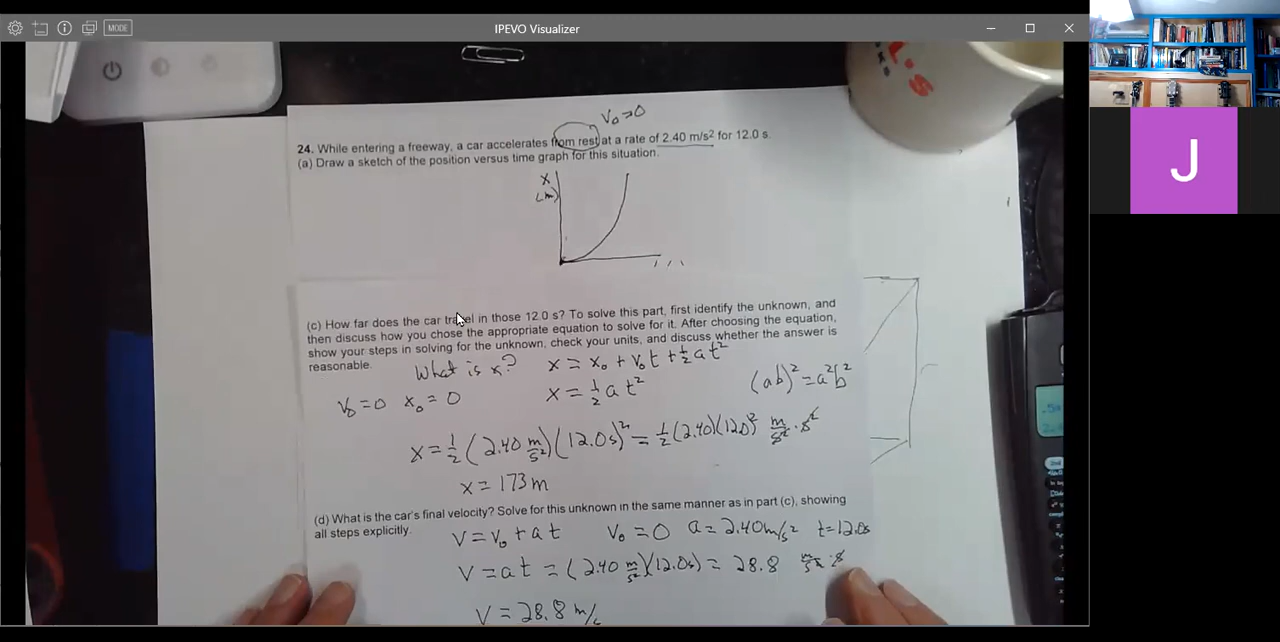 MODE
IPEVO Visualizer
V₀ → 0
24. While entering a freeway, a car accelerates from rest at a rate of 2.40 m/s² for 12.0 s.
(a) Draw a sketch of the position versus time graph for this situation.
x
(m)
(c) How far does the car travel in those 12.0 s? To solve this part, first identify the unknown, and
then discuss how you chose the appropriate equation to solve for it. After choosing the equation,
show your steps in solving for the unknown, check your units, and discuss whether the answer is
reasonable.
What is x? x = x₀ + v₀t + ½at²
v₀ = 0 x₀ = 0 x = ½at² (ab)² = a²b²
x = ½ (2.40 m/s²)(12.0s)² = ½(2.40)(12.0)² m/s² · s²
x = 173 m
(d) What is the car's final velocity? Solve for this unknown in the same manner as in part (c), showing
all steps explicitly.
V = v₀ + at v₀ = 0 a = 2.40 m/s² t = 12.0s
V = at = (2.40 m/s²)(12.0s) = 28.8 m/s² · s
V = 28.8 m/s
J
2nd